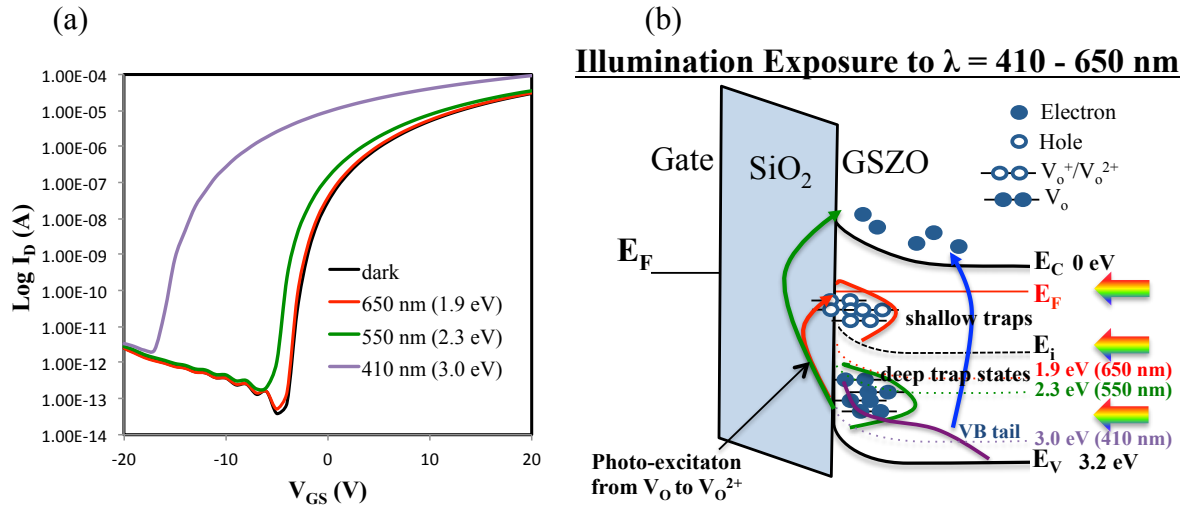 (a)
1.00E-04
1.00E-05
1.00E-06
1.00E-07
1.00E-08
1.00E-09
1.00E-10
1.00E-11
1.00E-12
1.00E-13
1.00E-14
Log I_D (A)
dark
650 nm (1.9 eV)
550 nm (2.3 eV)
410 nm (3.0 eV)
-20 -10 0 10 20
V_GS (V)
(b)
Illumination Exposure to λ = 410 - 650 nm
Electron
Hole
V_o⁺/V_o²⁺
V_o
Gate
SiO₂
GSZO
E_F
E_C 0 eV
E_F
shallow traps
E_i
deep trap states
1.9 eV (650 nm)
2.3 eV (550 nm)
VB tail
3.0 eV (410 nm)
E_V 3.2 eV
Photo-excitaton
from V_O to V_O²⁺